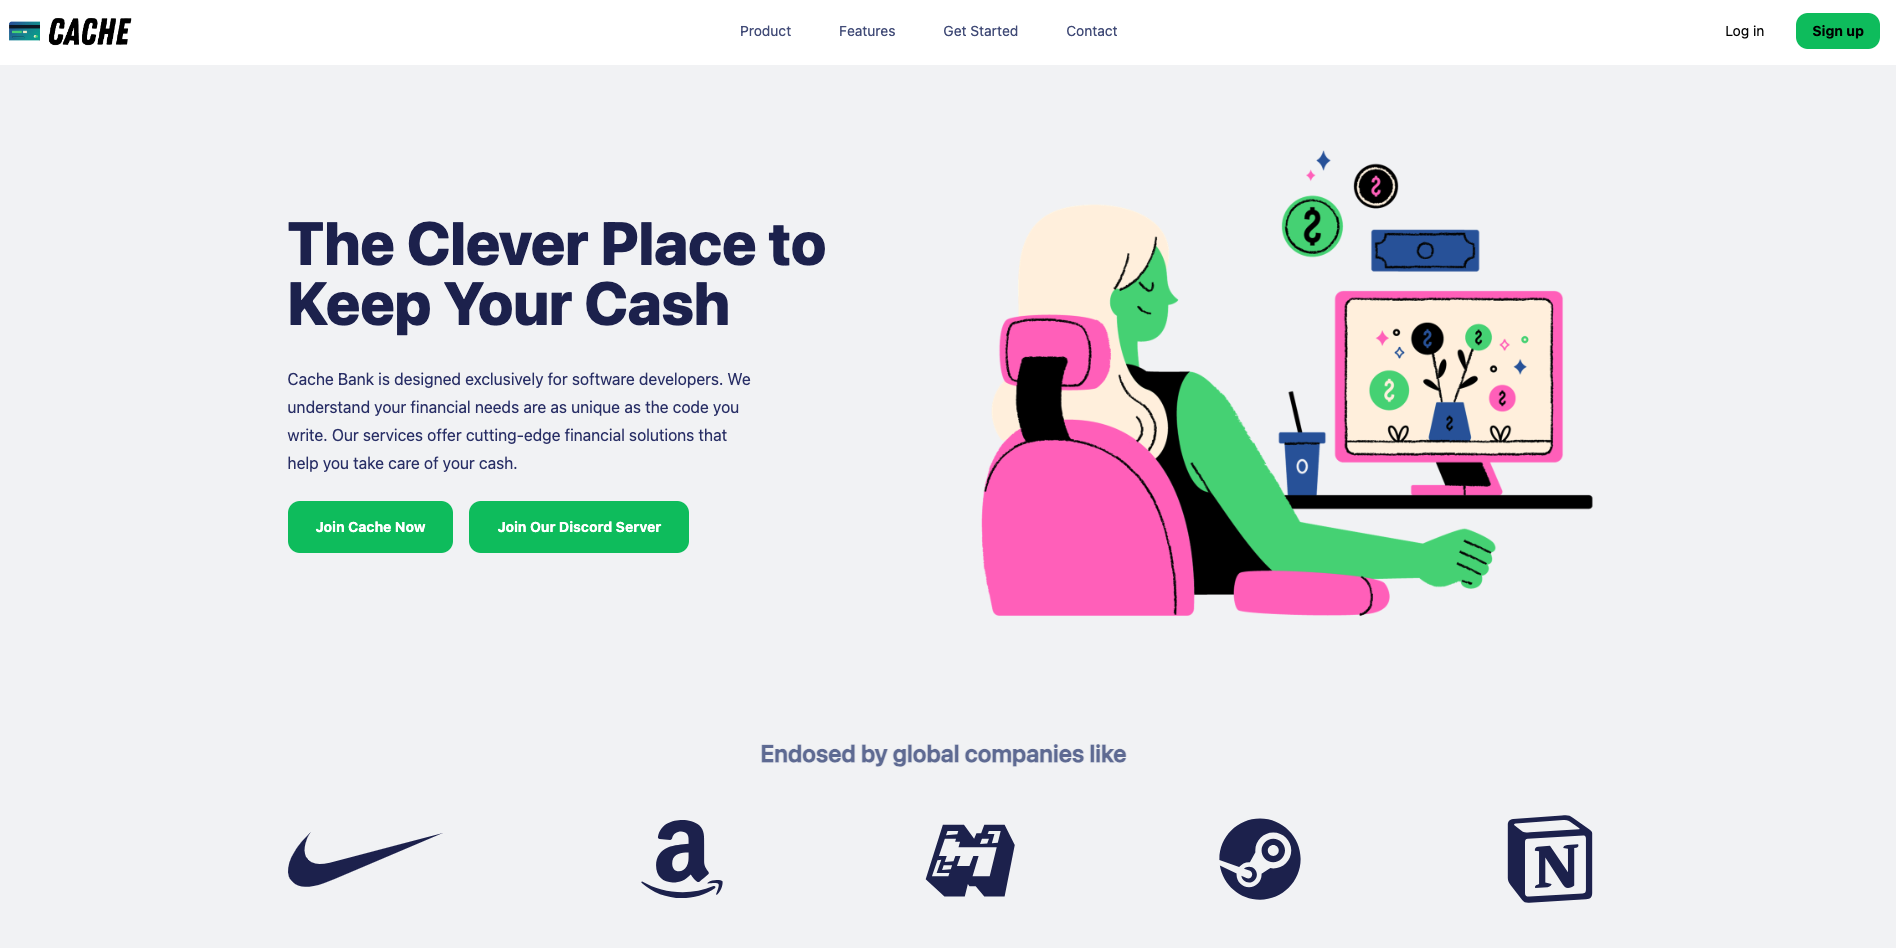 CACHE
Product
Features
Get Started
Contact
Log in
Sign up
The Clever Place to
Keep Your Cash
Cache Bank is designed exclusively for software developers. We
understand your financial needs are as unique as the code you
write. Our services offer cutting-edge financial solutions that
help you take care of your cash.
Join Cache Now
Join Our Discord Server
Endosed by global companies like
a
N